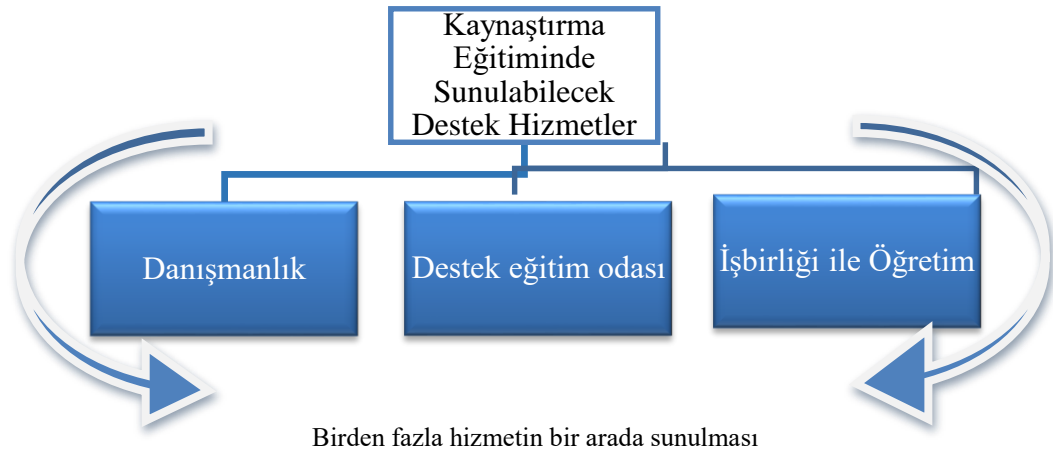 Kaynaştırma
Eğitiminde
Sunulabilecek
Destek Hizmetler
Danışmanlık
Destek eğitim odası
İşbirliği ile Öğretim
Birden fazla hizmetin bir arada sunulması